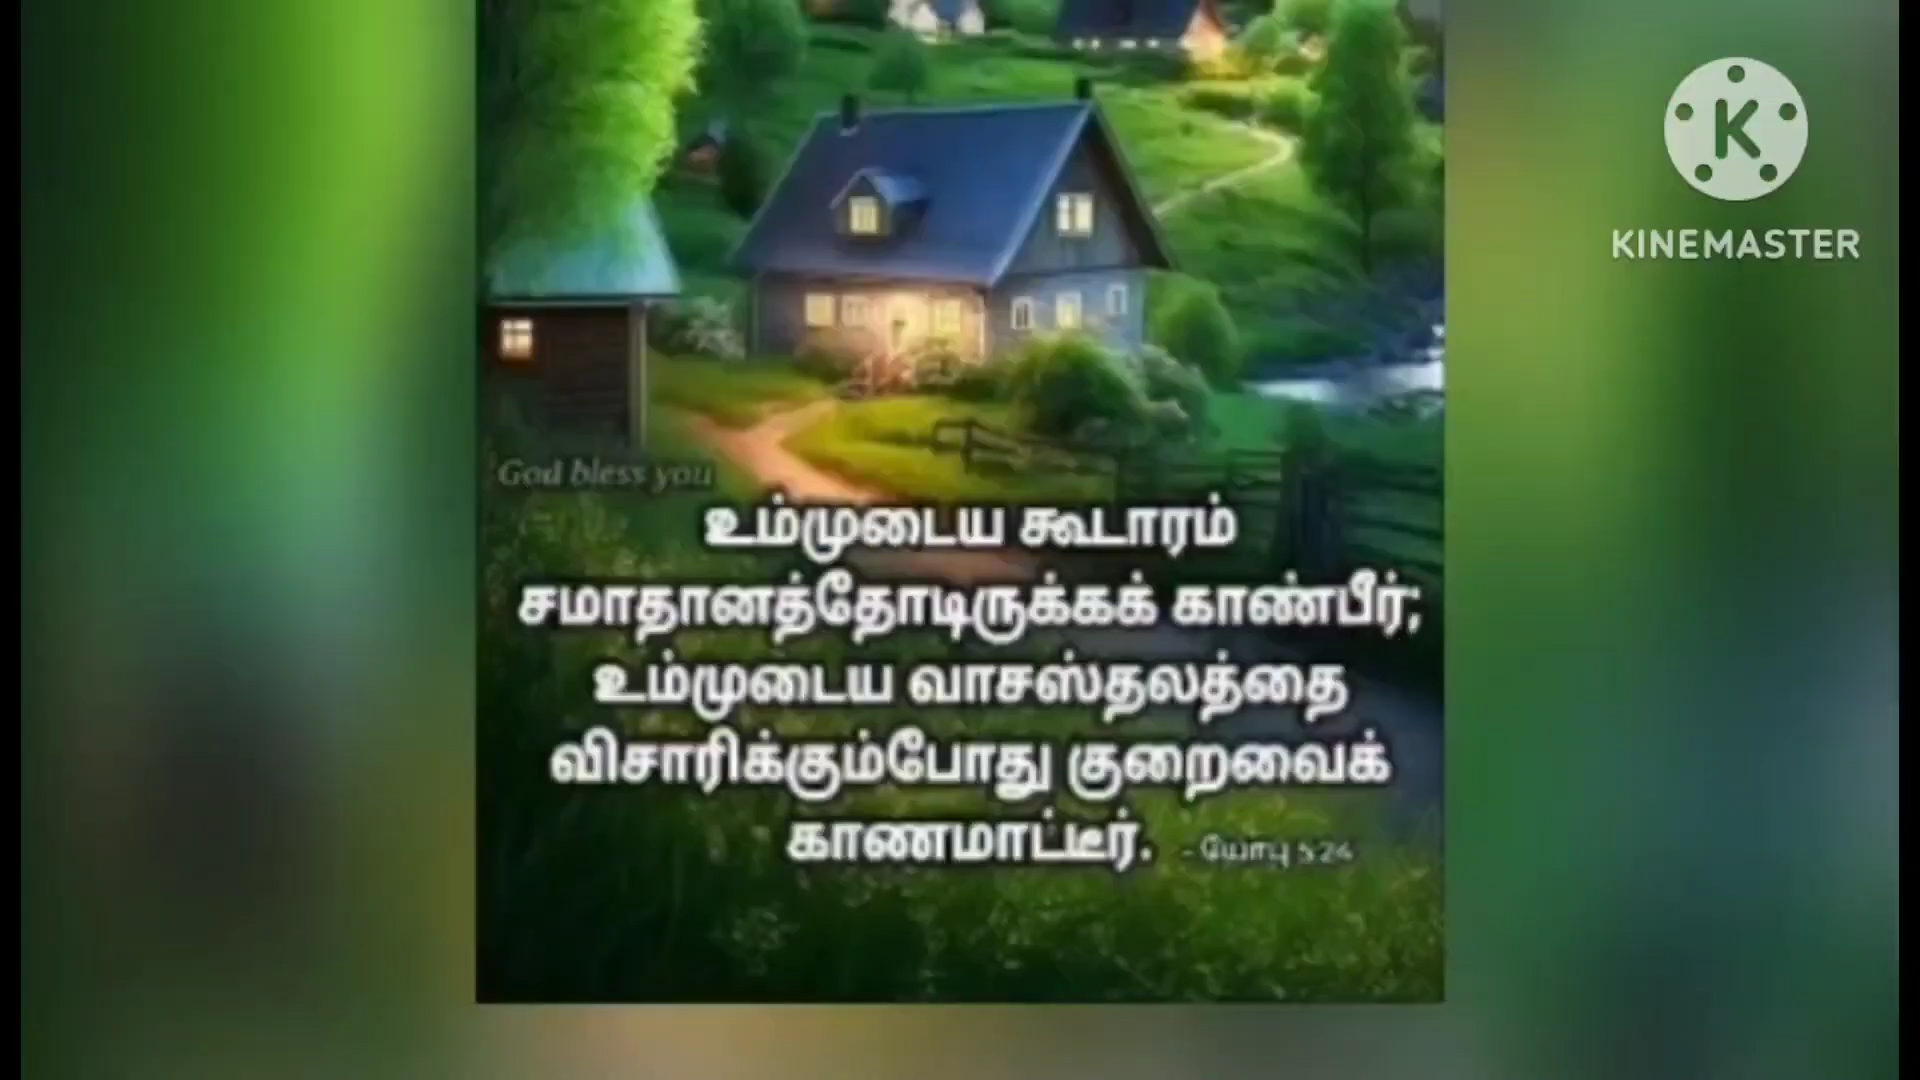 KINEMASTER
God bless you
உம்முடைய கூடாரம்
சமாதானத்தோடிருக்கக் காண்பீர்;
உம்முடைய வாசஸ்தலத்தை
விசாரிக்கும்போது குறைவைக்
காணமாட்டீர். - யோபு 5:24